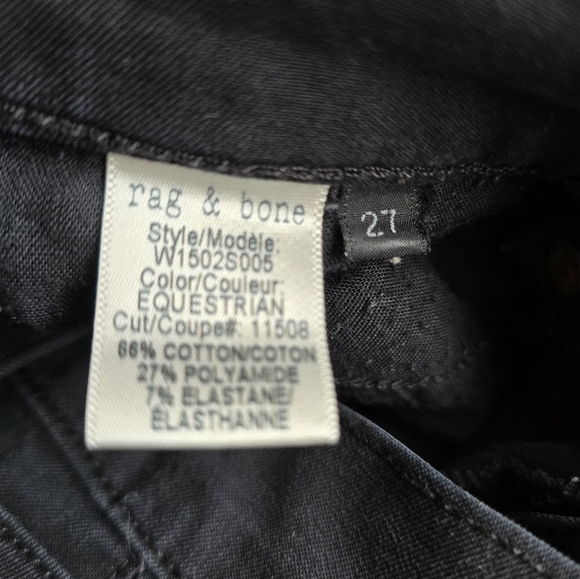 rag & bone
Style/Modèle:
W1502S005
Color/Couleur:
EQUESTRIAN
Cut/Coupe#: 11508
66% COTTON/COTON
27% POLYAMIDE
7% ELASTANE/
ÉLASTHANNE
27